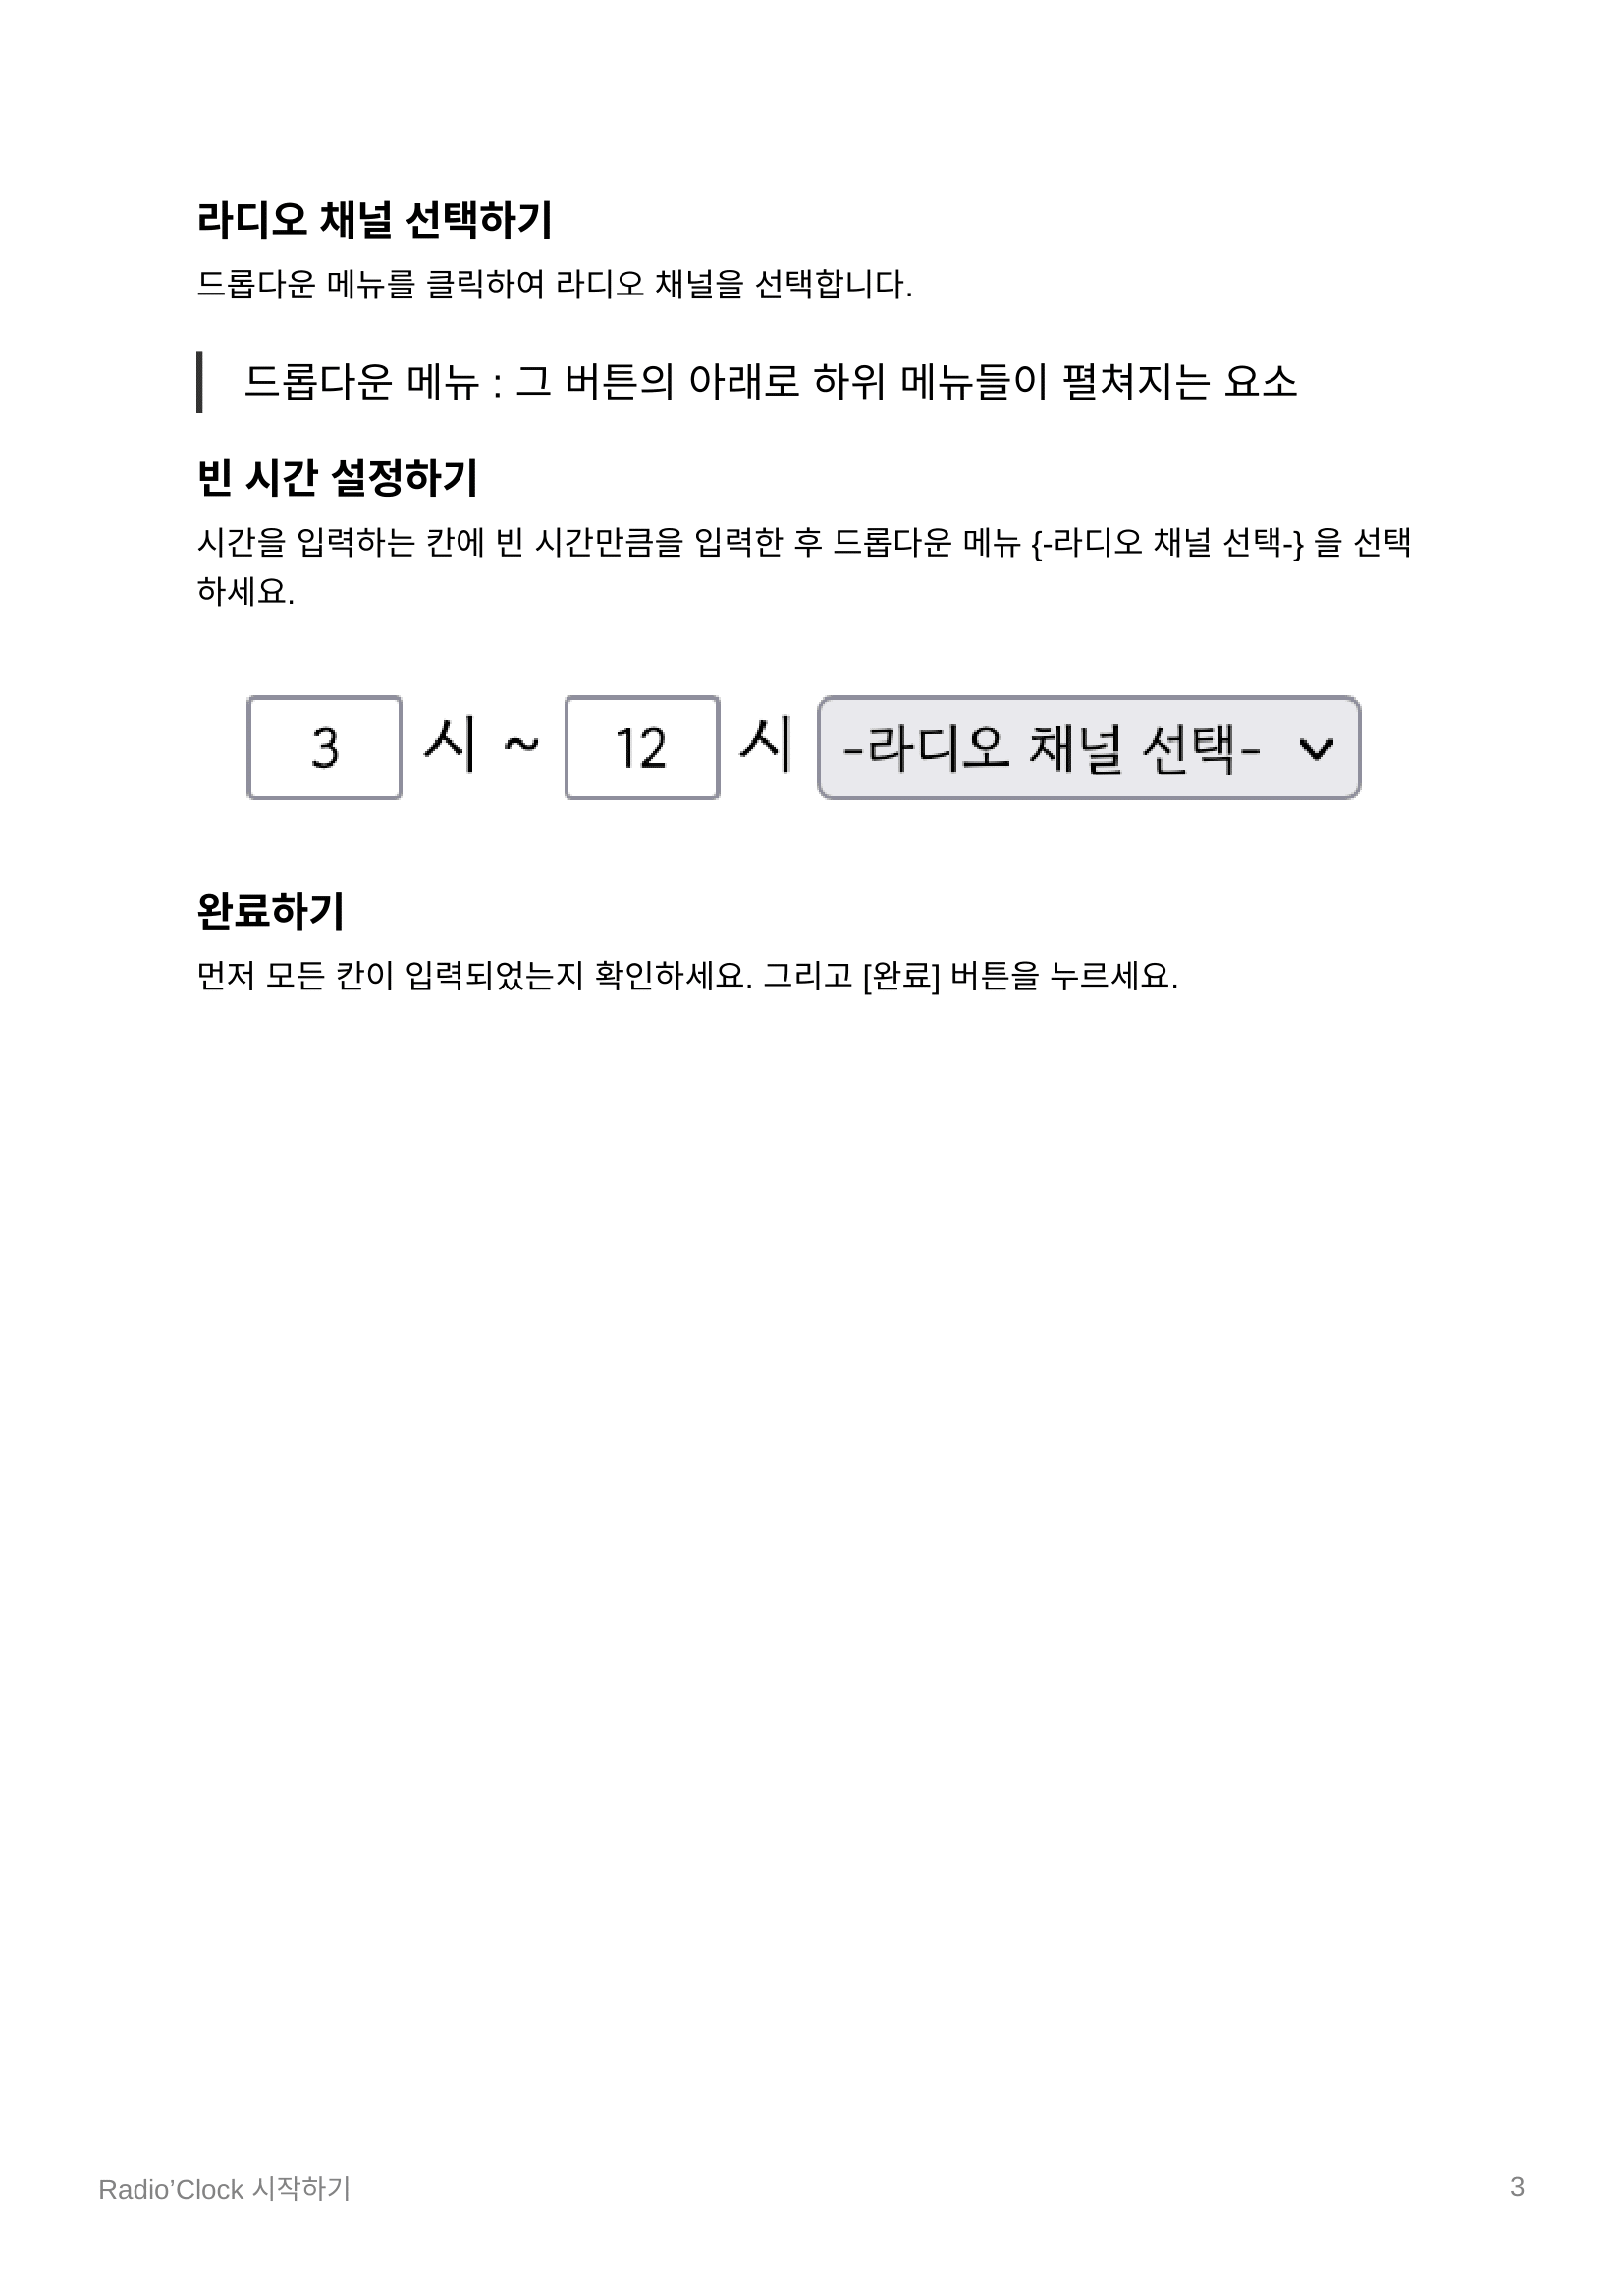 라디오 채널 선택하기
드롭다운 메뉴를 클릭하여 라디오 채널을 선택합니다.
드롭다운 메뉴 : 그 버튼의 아래로 하위 메뉴들이 펼쳐지는 요소
빈 시간 설정하기
시간을 입력하는 칸에 빈 시간만큼을 입력한 후 드롭다운 메뉴 {-라디오 채널 선택-} 을 선택
하세요.
3 시 ~ 12 시 -라디오 채널 선택-
완료하기
먼저 모든 칸이 입력되었는지 확인하세요. 그리고 [완료] 버튼을 누르세요.
Radio’Clock 시작하기 3